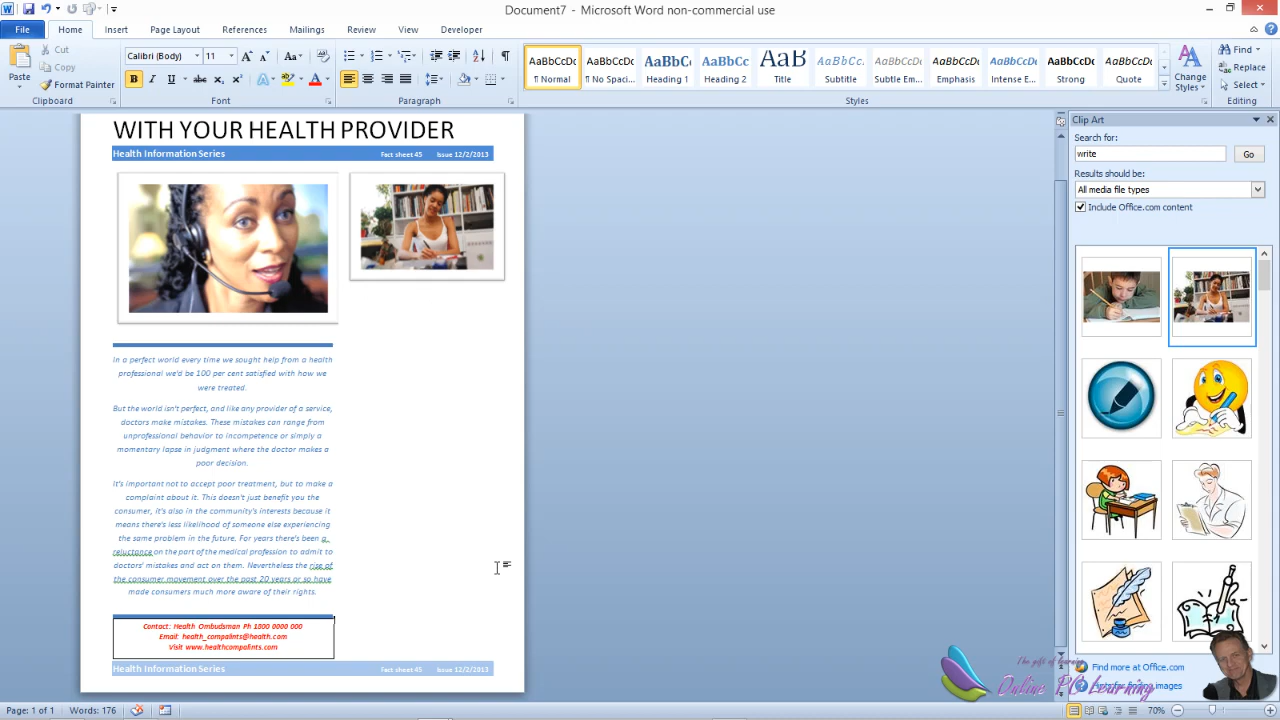 Document7 - Microsoft Word non-commercial use
File Home Insert Page Layout References Mailings Review View Developer
Paste
Cut
Copy
Format Painter
Clipboard
Calibri (Body) 11
Font
Paragraph
AaBbCcDc AaBbCcDc AaBbCc AaBbCc AaB AaBbCc. AaBbCcDc AaBbCcDc AaBbCcDc AaBbCcDc AaBbCcDc
¶ Normal ¶ No Spaci... Heading 1 Heading 2 Title Subtitle Subtle Em... Emphasis Intense E... Strong Quote
Styles
Change Styles
Find
Replace
Select
Editing
WITH YOUR HEALTH PROVIDER
Health Information Series Fact sheet 45 Issue 12/2/2013
In a perfect world every time we sought help from a health
professional we'd be 100 per cent satisfied with how we
were treated.
But the world isn't perfect, and like any provider of a service,
doctors make mistakes. These mistakes can range from
unprofessional behavior to incompetence or simply a
momentary lapse in judgment where the doctor makes a
poor decision.
It's important not to accept poor treatment, but to make a
complaint about it. This doesn't just benefit you the
consumer, it's also in the community's interests because it
means there's less likelihood of someone else experiencing
the same problem in the future. For years there's been a
reluctance on the part of the medical profession to admit to
doctors' mistakes and act on them. Nevertheless the rise of
the consumer movement over the past 20 years or so have
made consumers much more aware of their rights.
Contact: Health Ombudsman Ph 1800 0000 000
Email: health_compalints@health.com
Visit www.healthcompalints.com
Health Information Series Fact sheet 45 Issue 12/2/2013
Clip Art
Search for:
write
Go
Results should be:
All media file types
Include Office.com content
Find more at Office.com
images
The gift of learning
Online PC Learning
Page: 1 of 1 Words: 176
70%